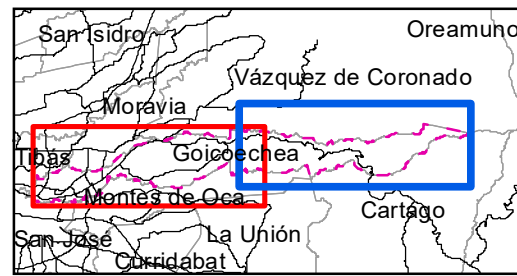 San Isidro
Oreamuno
Vázquez de Coronado
Moravia
Tibás
Goicoechea
Montes de Oca
Cartago
San José
La Unión
Curridabat